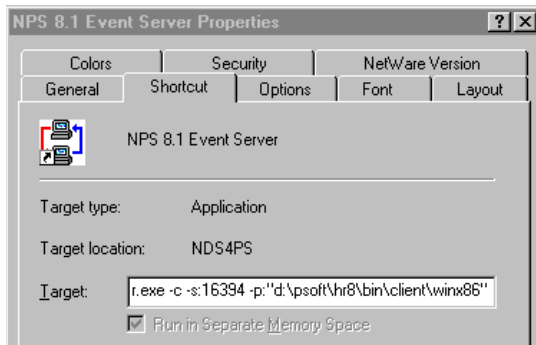 NPS 8.1 Event Server Properties
Colors Security NetWare Version
General Shortcut Options Font Layout
NPS 8.1 Event Server
Target type: Application
Target location: NDS4PS
Target: r.exe -c -s:16394 -p:"d:\psoft\hr8\bin\client\winx86"
Run in Separate Memory Space